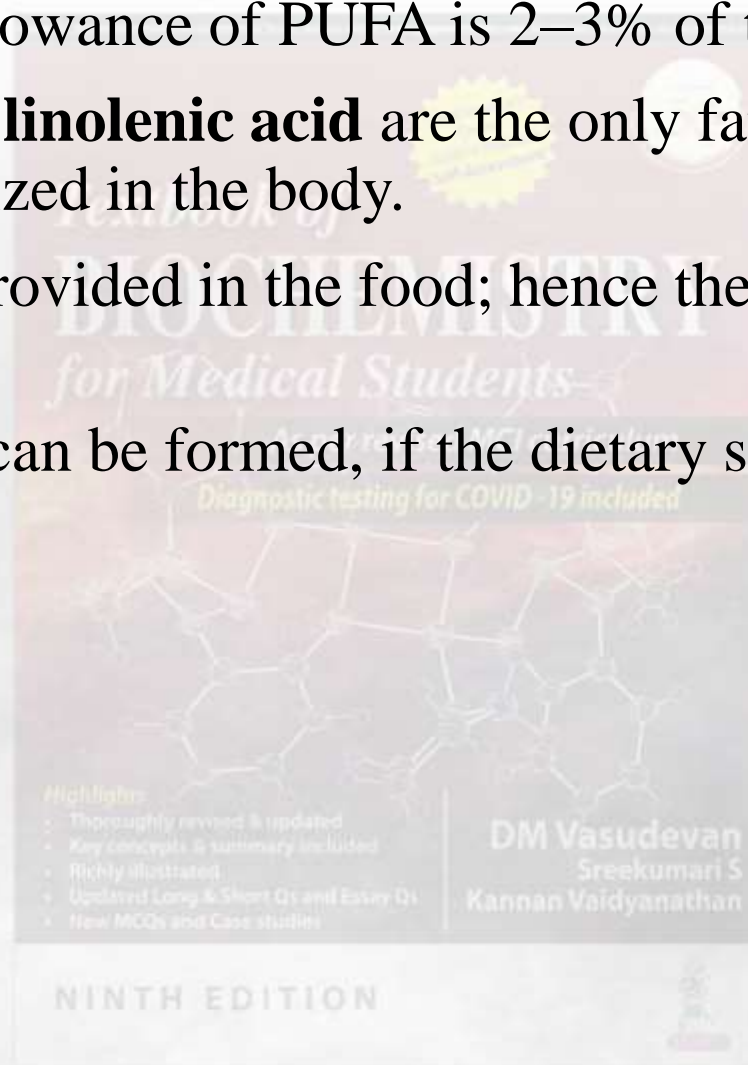 owance of PUFA is 2–3% of t
linolenic acid are the only fa
zed in the body.
Textbook of
rovided in the food; hence the
BIOCHEMISTRY
for Medical Students
can be formed, if the dietary s
Diagnostic testing for COVID-19 included
Highlights
• Thoroughly revised & updated
• Key concepts & summary included
• Richly illustrated
• Updated Long & Short Qs and Essay Qs
• New MCQs and Case studies
DM Vasudevan
Sreekumari S
Kannan Vaidyanathan
NINTH EDITION